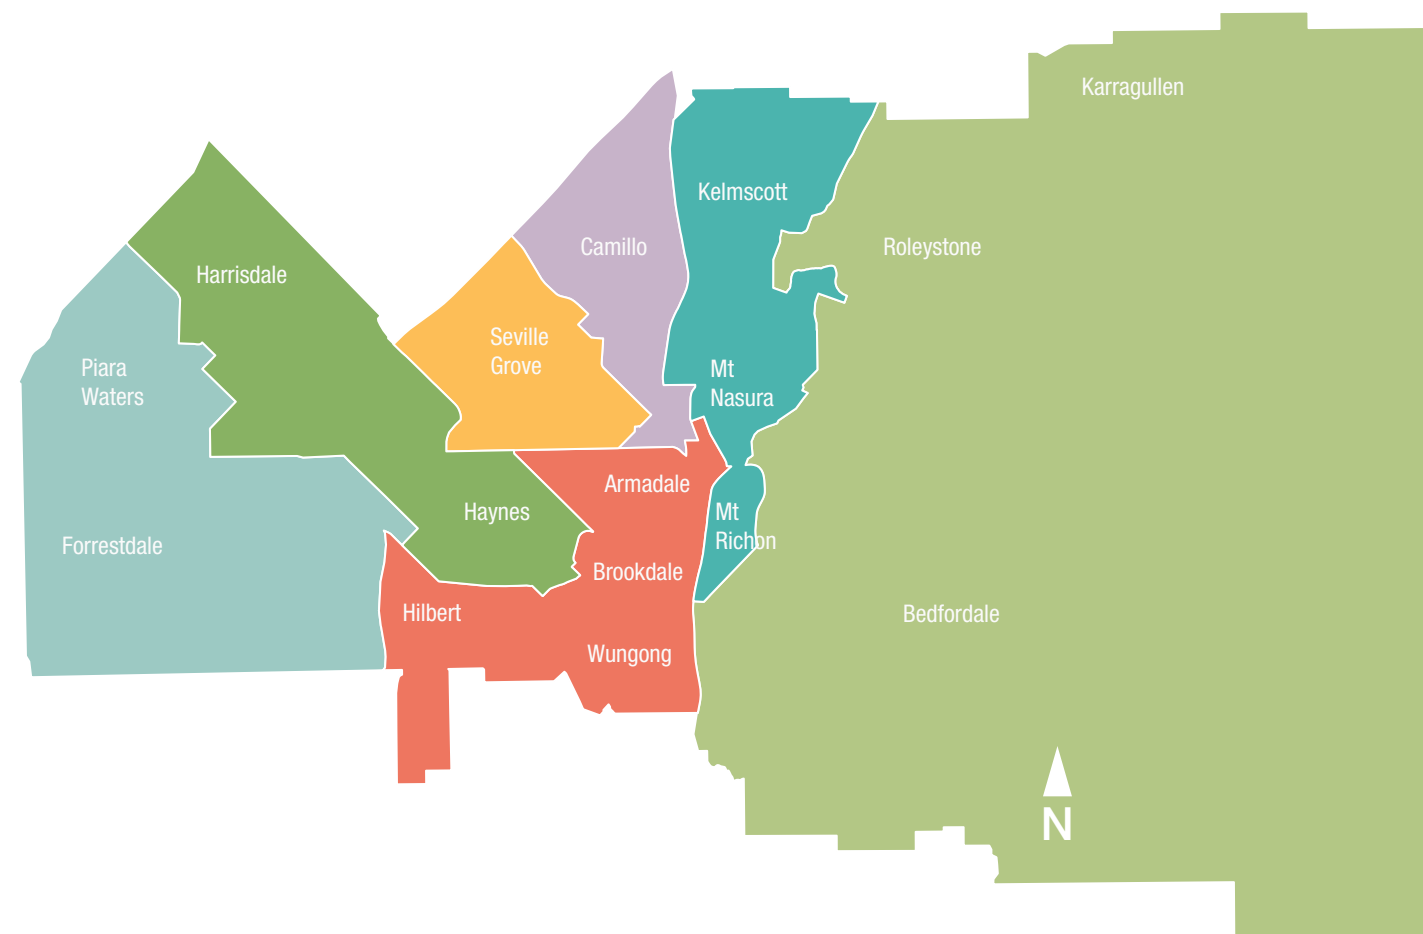 Karragullen
Kelmscott
Camillo
Roleystone
Harrisdale
Seville
Grove
Piara
Waters
Mt
Nasura
Armadale
Haynes
Mt
Richon
Forrestdale
Brookdale
Hilbert
Bedfordale
Wungong
N